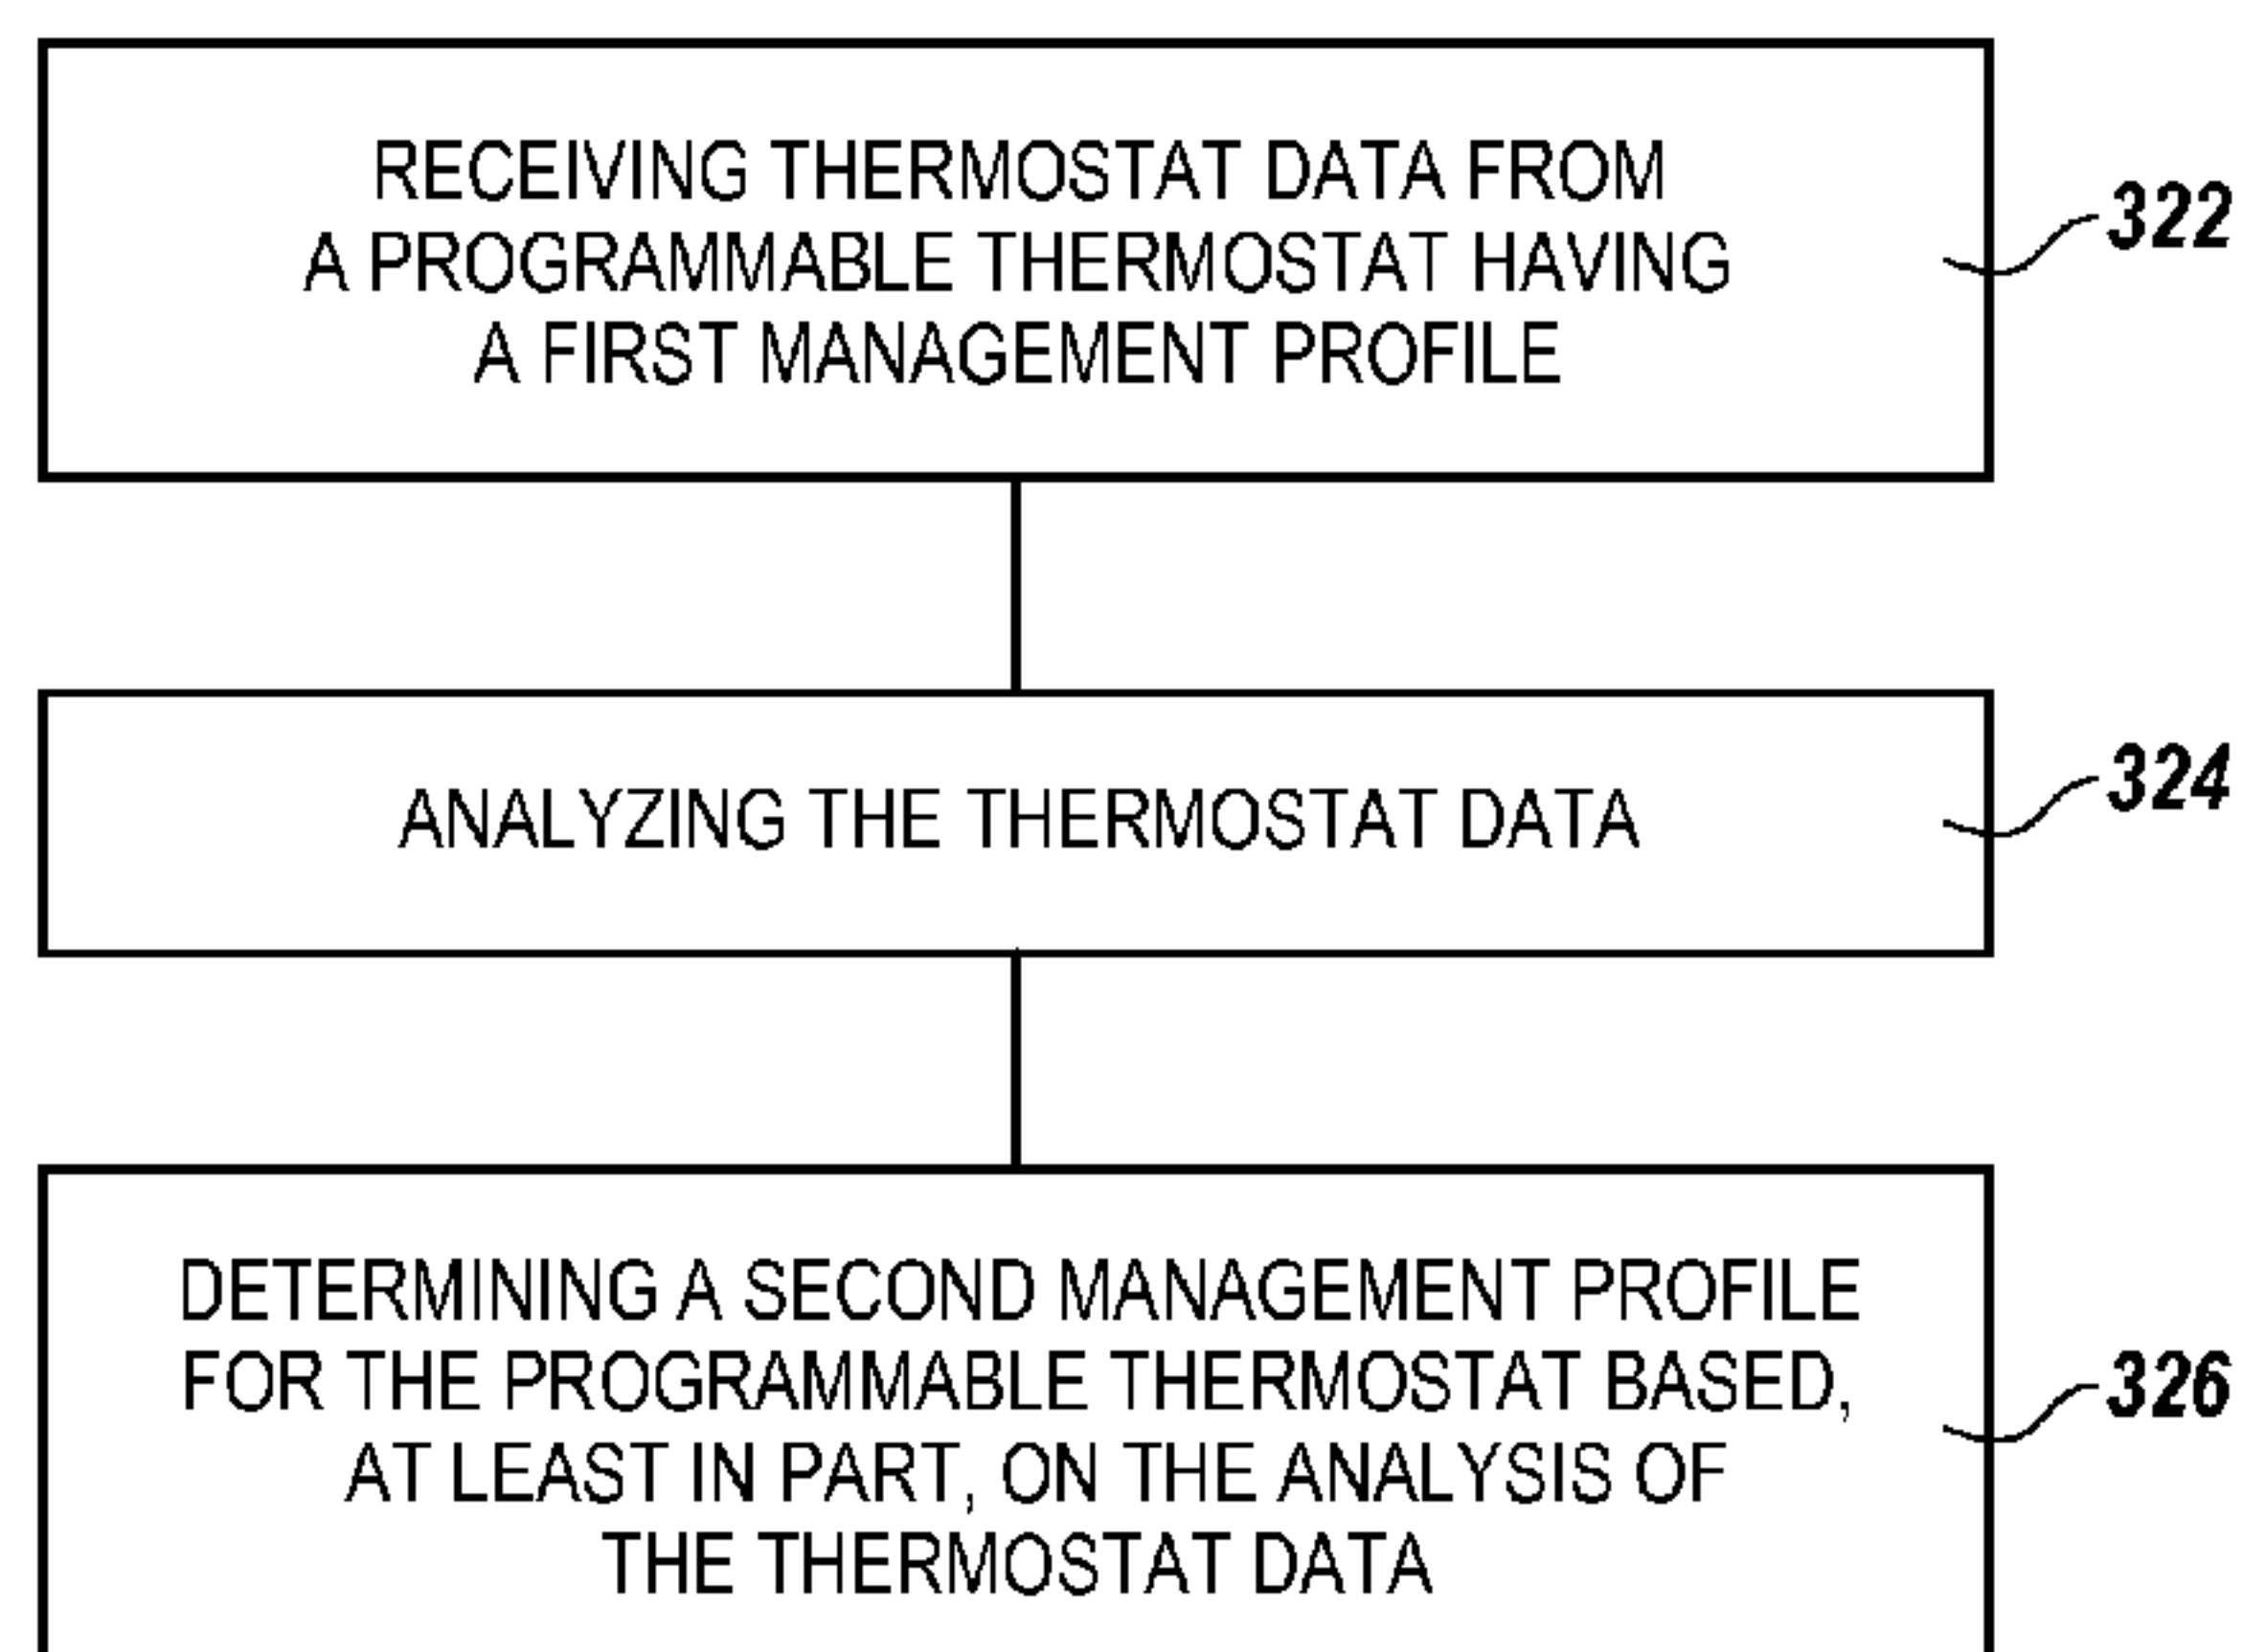 RECEIVING THERMOSTAT DATA FROM
A PROGRAMMABLE THERMOSTAT HAVING
A FIRST MANAGEMENT PROFILE
322
ANALYZING THE THERMOSTAT DATA
324
DETERMINING A SECOND MANAGEMENT PROFILE
FOR THE PROGRAMMABLE THERMOSTAT BASED,
AT LEAST IN PART, ON THE ANALYSIS OF
THE THERMOSTAT DATA
326